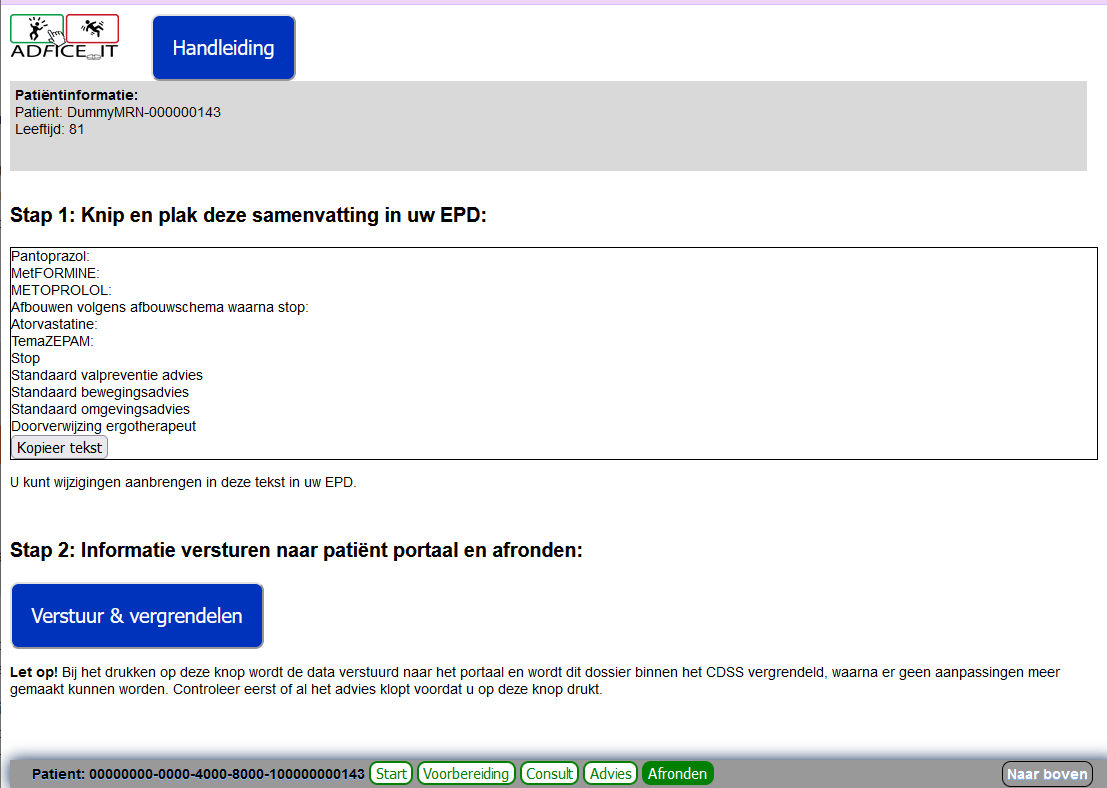 ADFICE_IT
Handleiding
Patiëntinformatie:
Patient: DummyMRN-000000143
Leeftijd: 81
Stap 1: Knip en plak deze samenvatting in uw EPD:
Pantoprazol:
MetFORMINE:
METOPROLOL:
Afbouwen volgens afbouwschema waarna stop:
Atorvastatine:
TemaZEPAM:
Stop
Standaard valpreventie advies
Standaard bewegingsadvies
Standaard omgevingsadvies
Doorverwijzing ergotherapeut
Kopieer tekst
U kunt wijzigingen aanbrengen in deze tekst in uw EPD.
Stap 2: Informatie versturen naar patiënt portaal en afronden:
Verstuur & vergrendelen
Let op! Bij het drukken op deze knop wordt de data verstuurd naar het portaal en wordt dit dossier binnen het CDSS vergrendeld, waarna er geen aanpassingen meer
gemaakt kunnen worden. Controleer eerst of al het advies klopt voordat u op deze knop drukt.
Patient: 00000000-0000-4000-8000-100000000143 Start Voorbereiding Consult Advies Afronden Naar boven